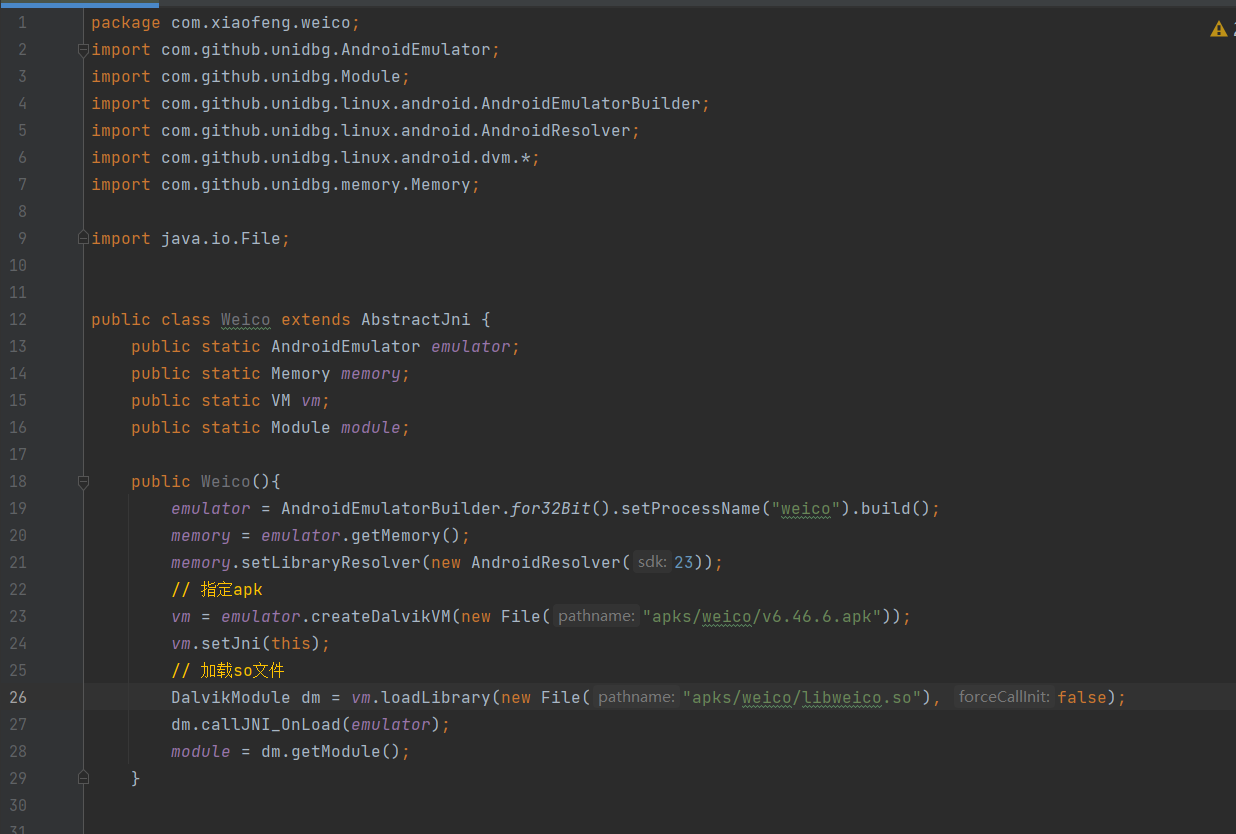 1 package com.xiaofeng.weico;
2 import com.github.unidbg.AndroidEmulator;
3 import com.github.unidbg.Module;
4 import com.github.unidbg.linux.android.AndroidEmulatorBuilder;
5 import com.github.unidbg.linux.android.AndroidResolver;
6 import com.github.unidbg.linux.android.dvm.*;
7 import com.github.unidbg.memory.Memory;
8
9 import java.io.File;
10
11
12 public class Weico extends AbstractJni {
13     public static AndroidEmulator emulator;
14     public static Memory memory;
15     public static VM vm;
16     public static Module module;
17
18     public Weico(){
19         emulator = AndroidEmulatorBuilder.for32Bit().setProcessName("weico").build();
20         memory = emulator.getMemory();
21         memory.setLibraryResolver(new AndroidResolver( sdk: 23));
22         // 指定apk
23         vm = emulator.createDalvikVM(new File( pathname: "apks/weico/v6.46.6.apk"));
24         vm.setJni(this);
25         // 加载so文件
26         DalvikModule dm = vm.loadLibrary(new File( pathname: "apks/weico/libweico.so"), forceCallInit: false);
27         dm.callJNI_OnLoad(emulator);
28         module = dm.getModule();
29     }
30
31